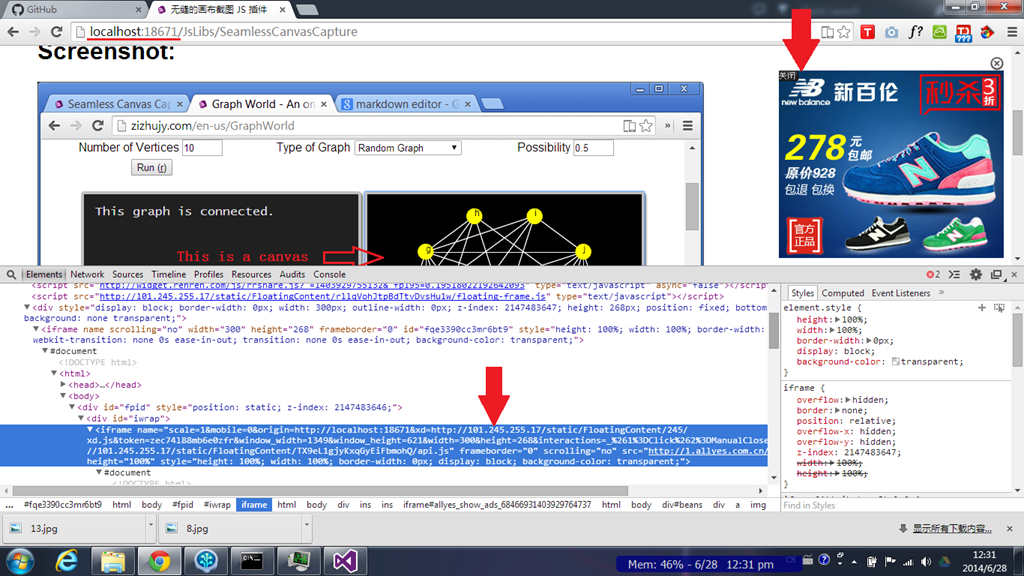 GitHub
无缝的画布截图 JS 插件
localhost:18671/JsLibs/SeamlessCanvasCapture
Screenshot:
Seamless Canvas Ca
Graph World - An on
markdown editor - G
zizhujy.com/en-us/GraphWorld
Number of Vertices 10
Type of Graph Random Graph
Possibility 0.5
Run (r)
This graph is connected.
This is a canvas
h
i
g
j
关闭
new balance 新百伦
秒杀 3折
278元包邮
原价928
包退 包换
官方正品
Elements Network Sources Timeline Profiles Resources Audits Console
2
<script src="http://widget.renren.com/js/rrshare.js?_=1403929755132&_fp195=0.1951802219264209" type="text/javascript" async="false"></script>
<script src="http://101.245.255.17/static/FloatingContent/rllqVohJtpBdTtvDvsHu1w/floating-frame.js" type="text/javascript"></script>
<div style="display: block; border-width: 0px; width: 300px; outline-width: 0px; z-index: 2147483647; height: 268px; position: fixed; bottom
background: none transparent;">
<iframe name scrolling="no" width="300" height="268" frameborder="0" id="fqe3390cc3mr6bt9" style="height: 100%; width: 100%; border-width:
webkit-transition: none 0s ease-in-out; transition: none 0s ease-in-out; background-color: transparent;">
#document
<!DOCTYPE html>
<html>
<head>…</head>
<body>
<div id="fpid" style="position: static; z-index: 2147483646;">
<div id="iwrap">
<iframe name="scale=1&mobile=0&origin=http://localhost:18671&xd=http://101.245.255.17/static/FloatingContent/245/
xd.js&token=zec74l88mb6e0zfr&window_width=1349&window_height=621&width=300&height=268&interactions_%261%3DClick%262%3DManualClose
//101.245.255.17/static/FloatingContent/TX9eL1gjyKxqGyEiFbmohQ/api.js" frameborder="0" scrolling="no" src="http://1.allyes.com.cn/
height="100%" style="height: 100%; width: 100%; border-width: 0px; display: block; background-color: transparent;">
#document
<!DOCTYPE html>
... #fqe3390cc3mr6bt9 html body #fpid #iwrap iframe html body div ins ins iframe#allyes_show_ads_68466931403929764737 html body div#beans div a img
Styles Computed Event Listeners »
element.style {
height: 100%;
width: 100%;
border-width: 0px;
display: block;
background-color: transparent;
}
iframe {
overflow: hidden;
border: none;
position: relative;
overflow-x: hidden;
overflow-y: hidden;
z-index: 2147483647;
width: 100%;
height: 100%;
}
Find in Styles
13.jpg
8.jpg
显示所有下载内容...
Mem: 46% - 6/28 12:31 pm
CH
12:31
2014/6/28